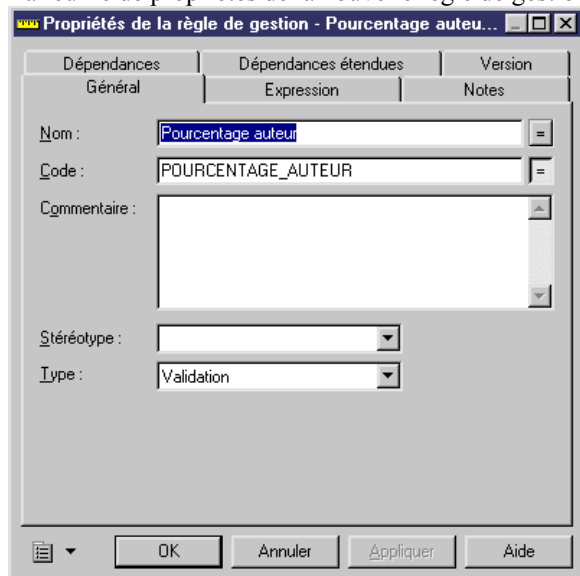 Propriétés de la règle de gestion - Pourcentage auteu...
Dépendances Dépendances étendues Version
Général Expression Notes
Nom : Pourcentage auteur =
Code : POURCENTAGE_AUTEUR =
Commentaire :
Stéréotype :
Type : Validation
OK Annuler Appliquer Aide